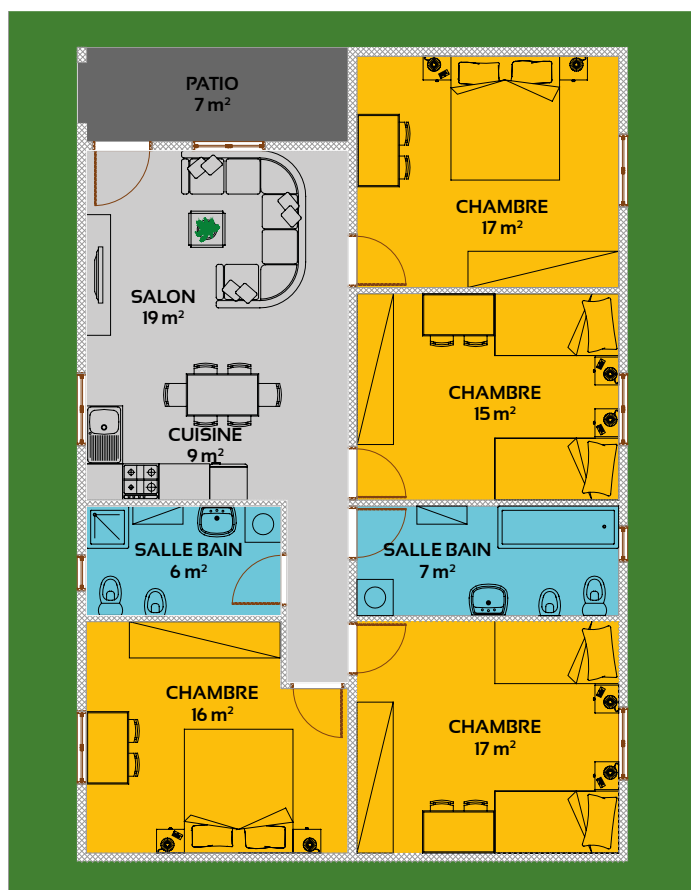 PATIO
7 m²
CHAMBRE
17 m²
SALON
19 m²
CHAMBRE
15 m²
CUISINE
9 m²
SALLE BAIN
6 m²
SALLE BAIN
7 m²
CHAMBRE
16 m²
CHAMBRE
17 m²